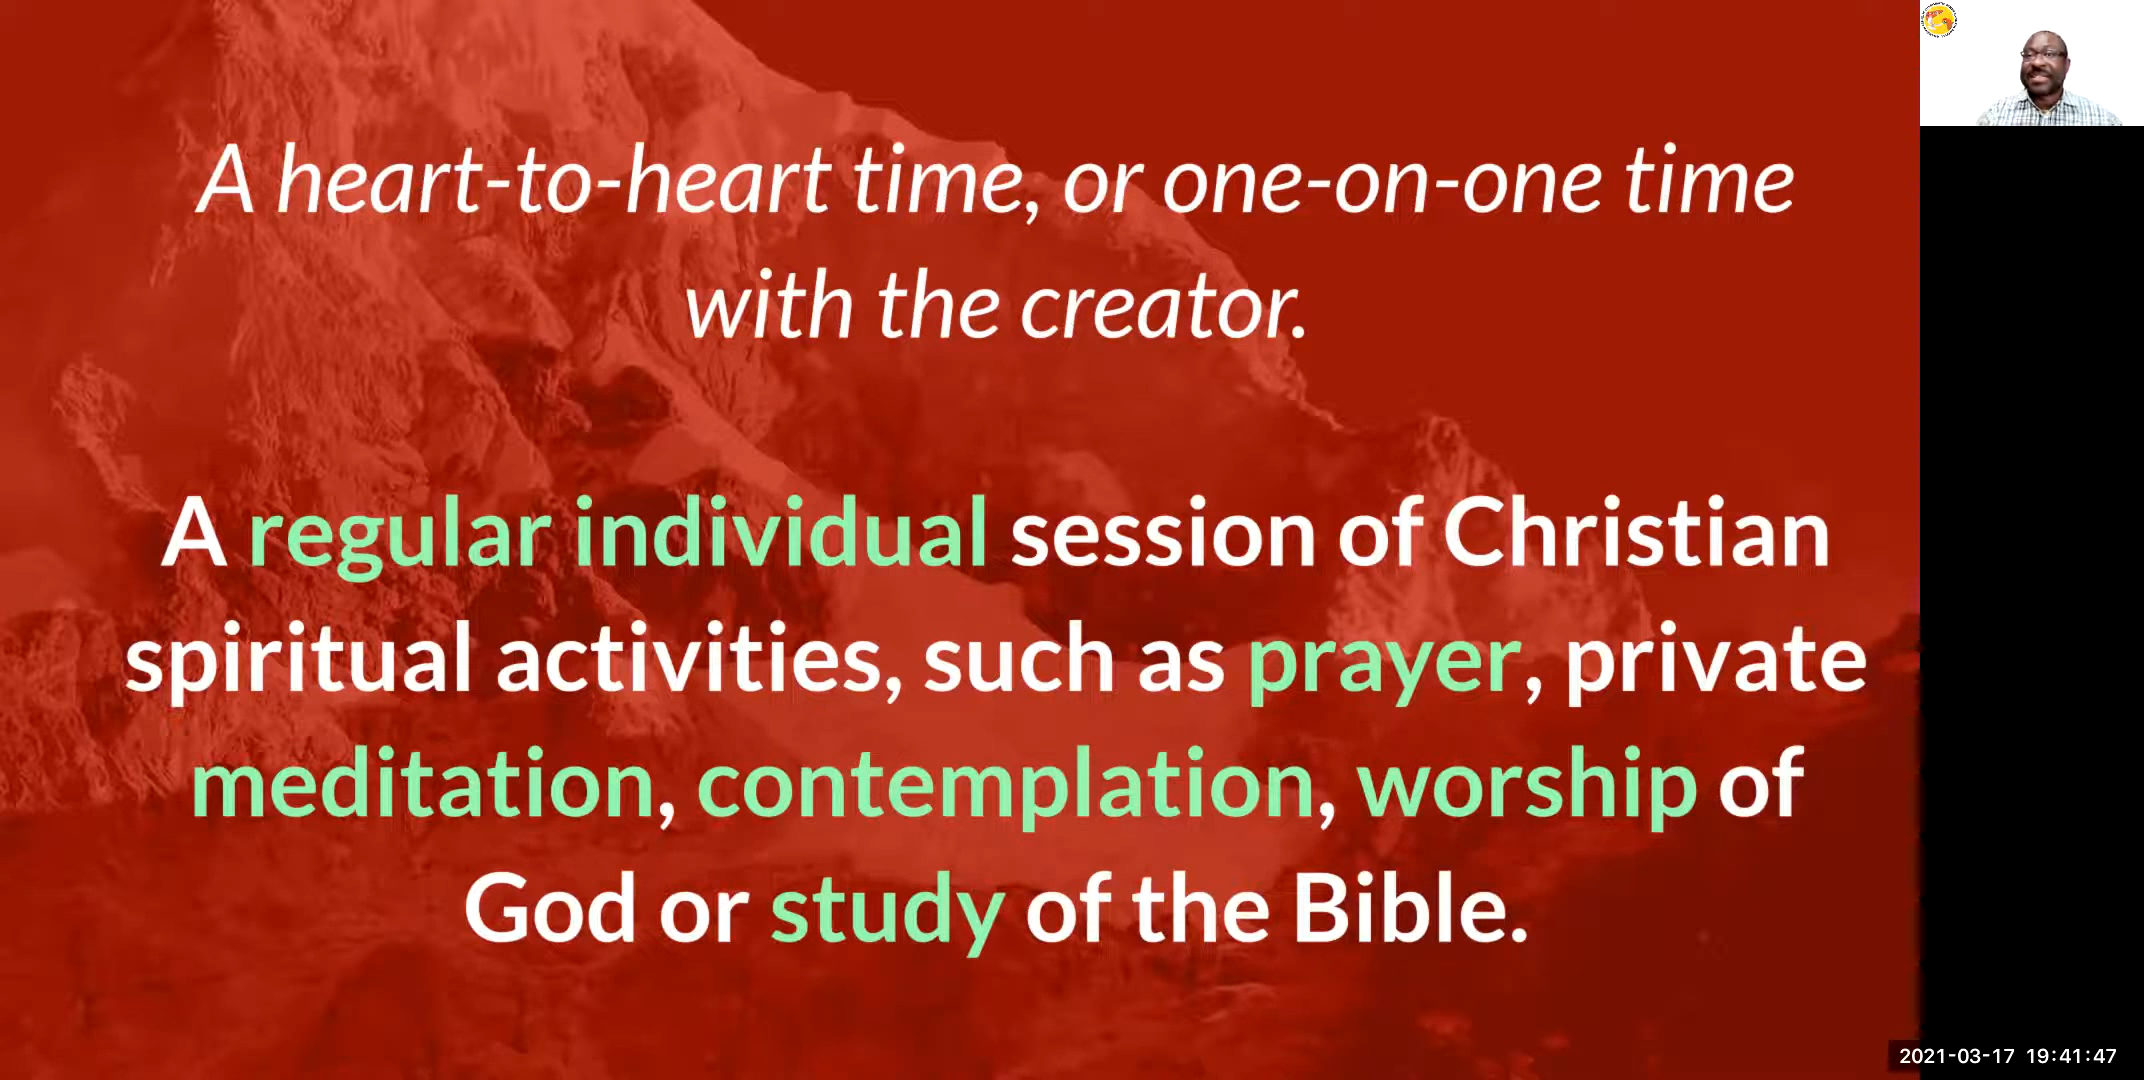 A heart-to-heart time, or one-on-one time
with the creator.
A regular individual session of Christian
spiritual activities, such as prayer, private
meditation, contemplation, worship of
God or study of the Bible.
2021-03-17 19:41:47